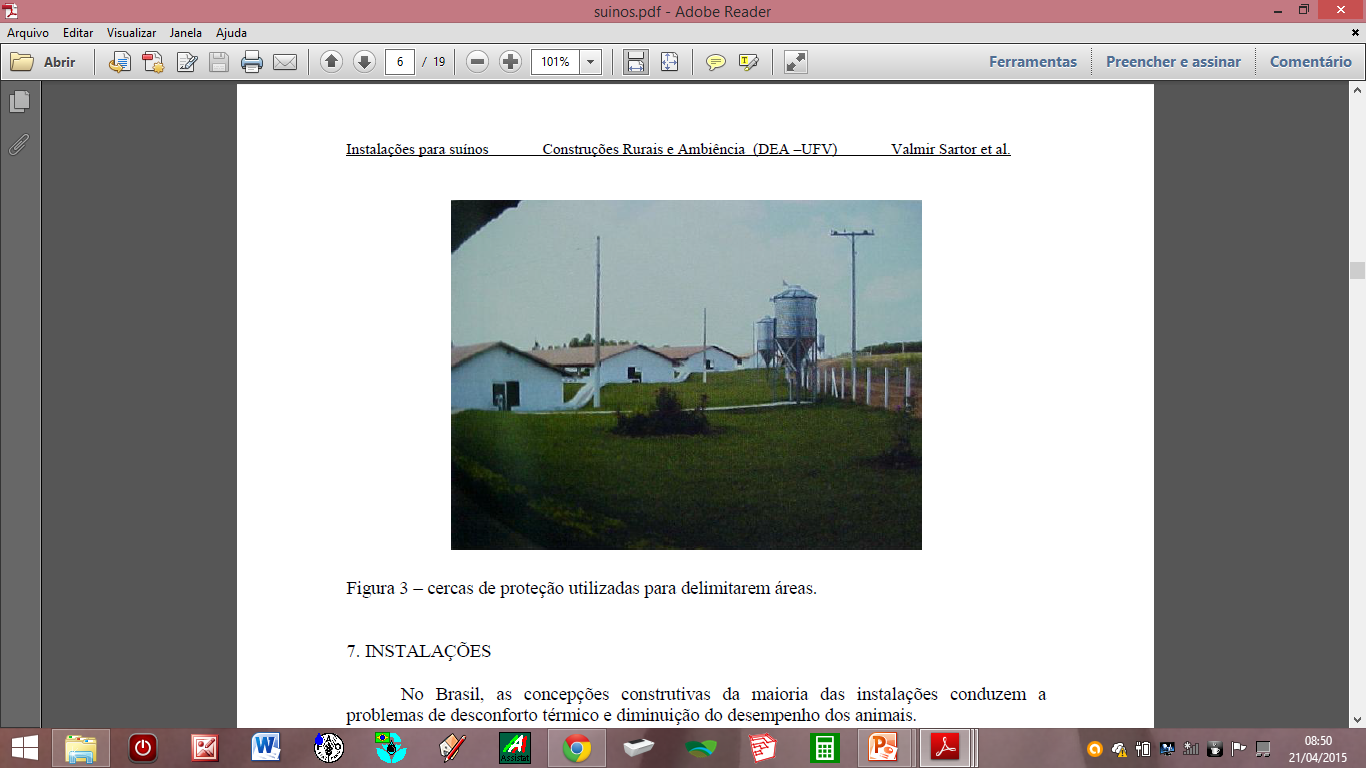 suinos.pdf - Adobe Reader
Arquivo Editar Visualizar Janela Ajuda
Abrir 6 / 19 101% Ferramentas Preencher e assinar Comentário
Instalações para suínos Construções Rurais e Ambiência (DEA –UFV) Valmir Sartor et al.
Figura 3 – cercas de proteção utilizadas para delimitarem áreas.
7. INSTALAÇÕES
No Brasil, as concepções construtivas da maioria das instalações conduzem a
problemas de desconforto térmico e diminuição do desempenho dos animais.
Assistat
08:50
21/04/2015